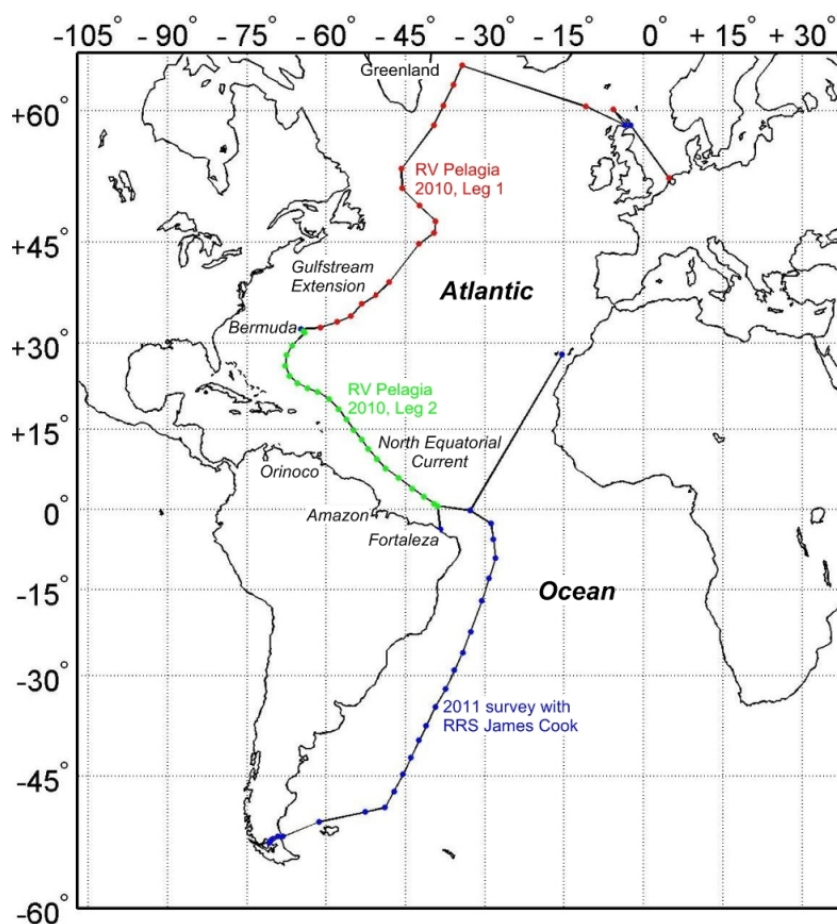 -105° -90° -75° -60° -45° -30° 0° +15° +30°
Greenland
+60°
RV Pelagia
2010, Leg 1
+45°
Gulfstream
Extension
Atlantic
Bermuda
+30°
RV Pelagia
2010, Leg 2
+15°
North Equatorial
Current
Orinoco
0°
Amazon
Fortaleza
Ocean
-15°
-30°
2011 survey with
RRS James Cook
-45°
-60°